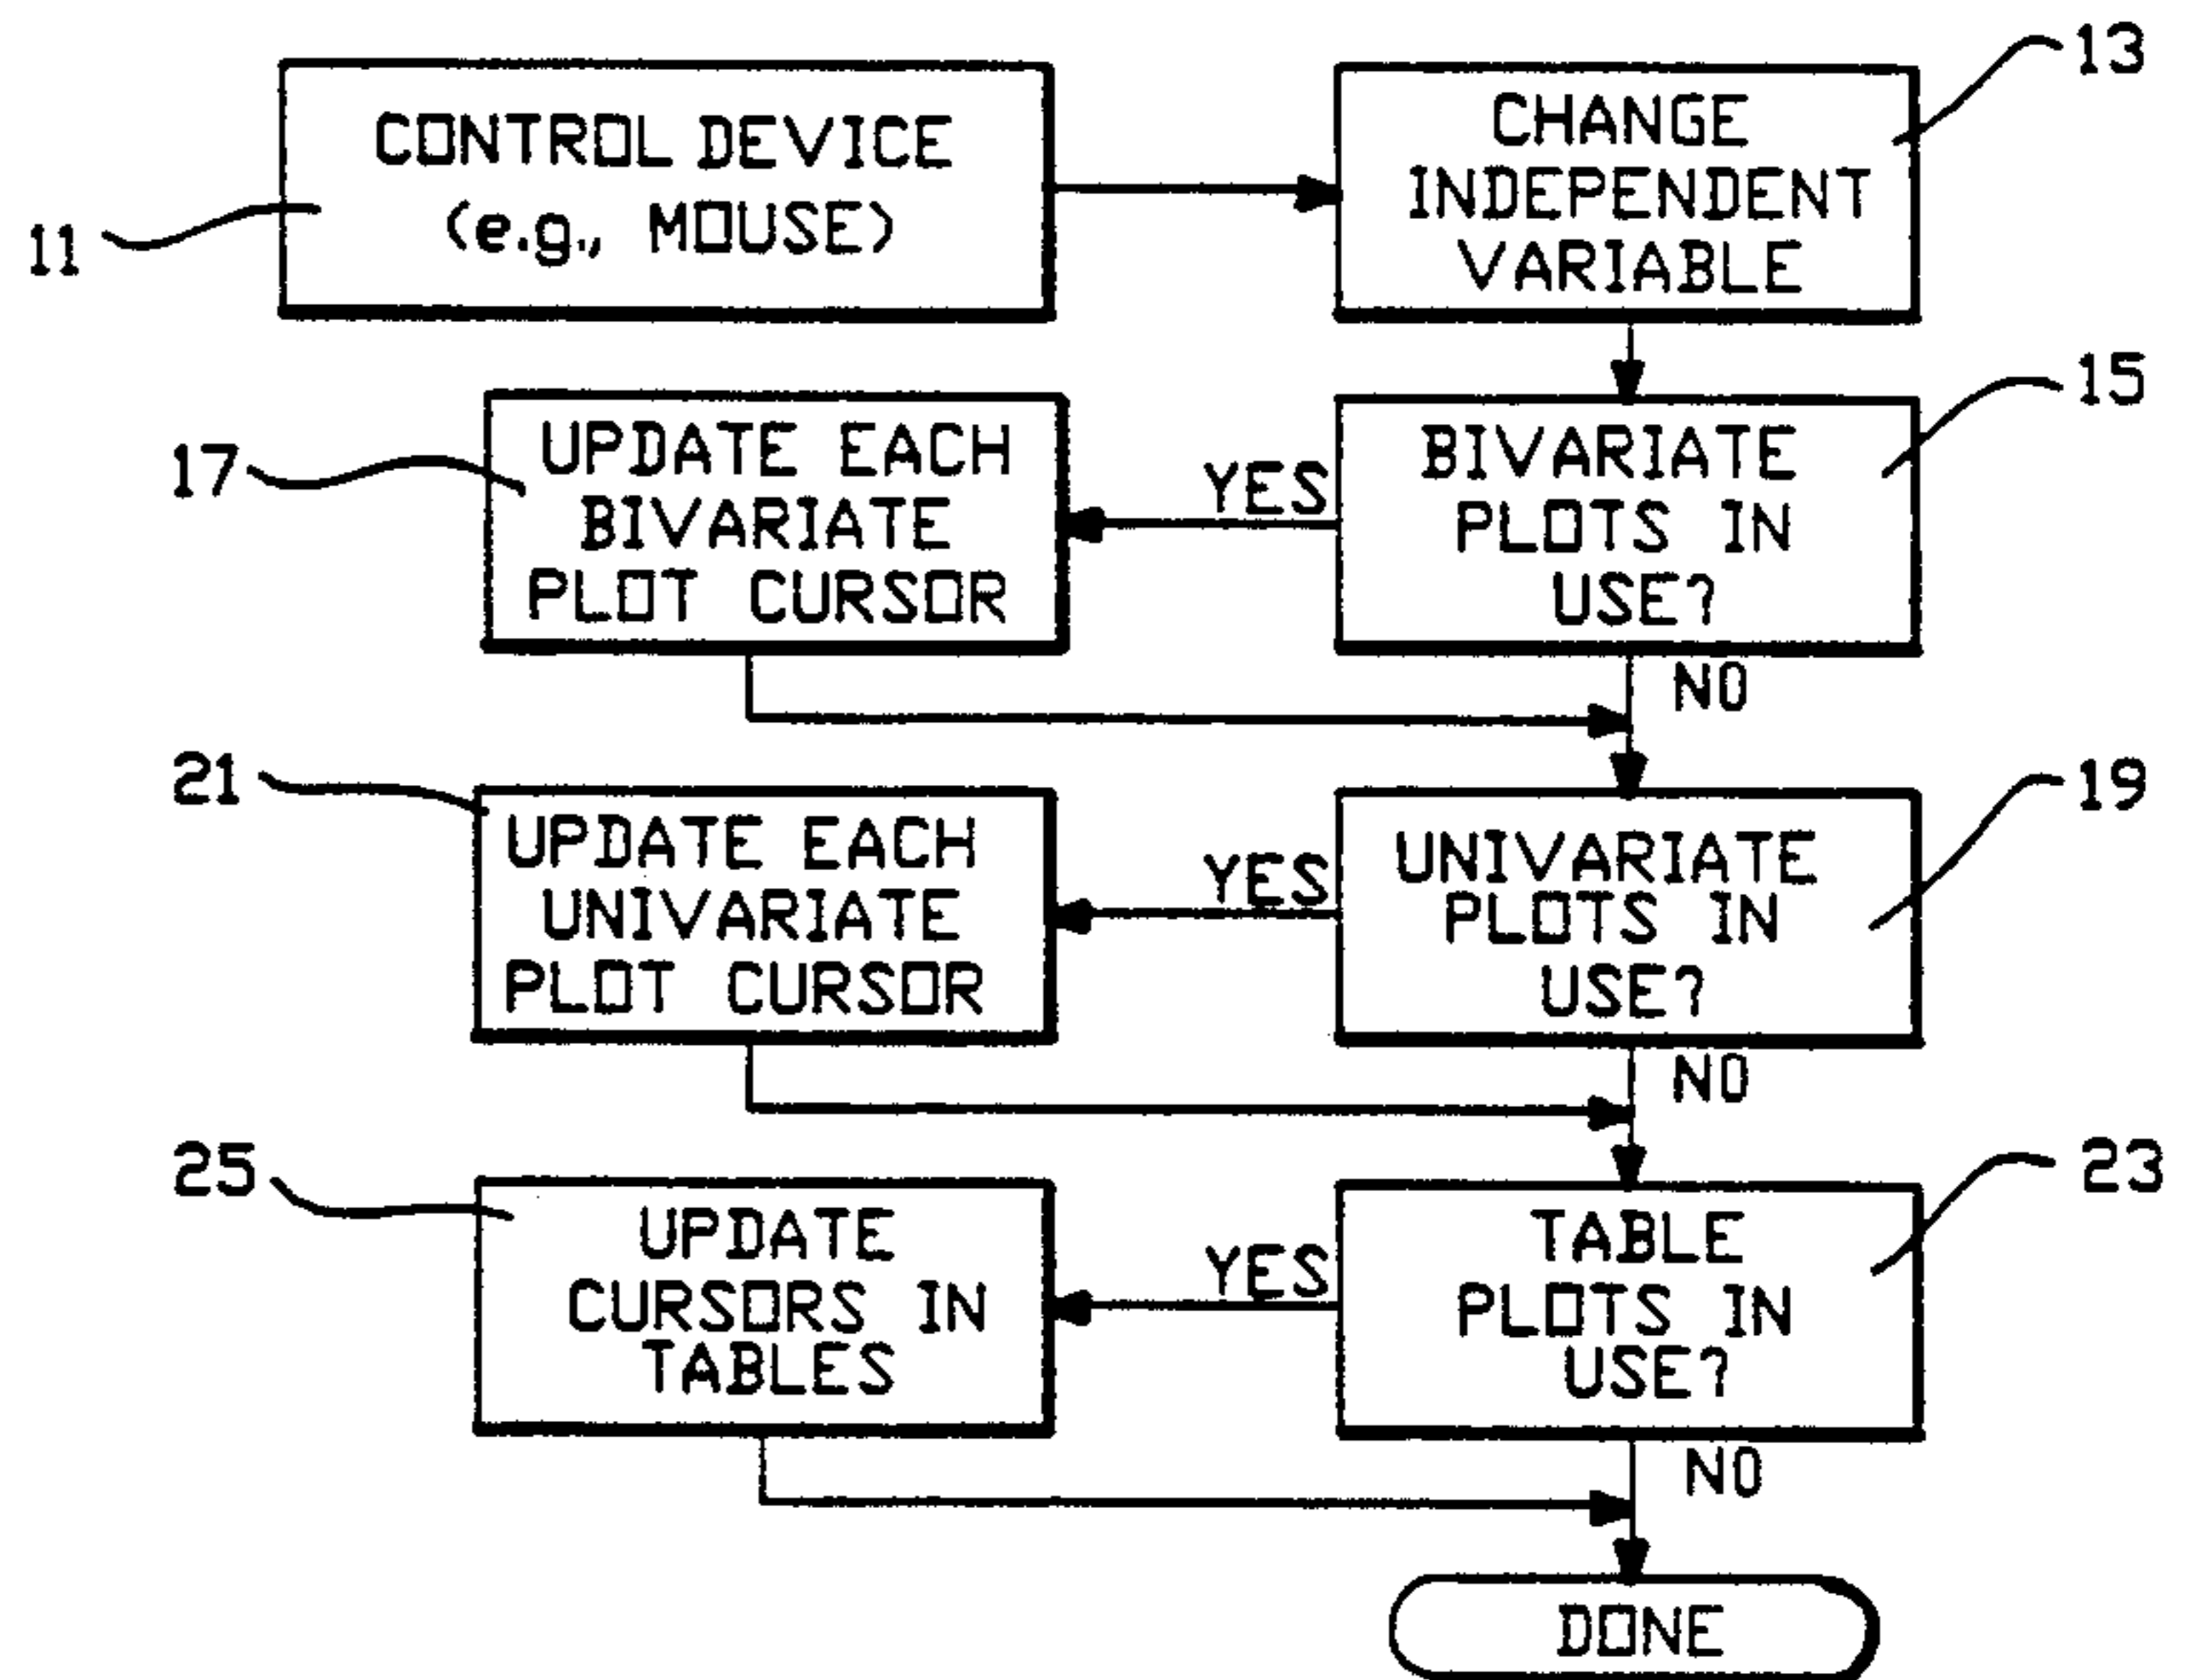 13
CONTROL DEVICE
(e.g., MOUSE)
11
CHANGE
INDEPENDENT
VARIABLE
15
17
UPDATE EACH
BIVARIATE
PLOT CURSOR
YES
BIVARIATE
PLOTS IN
USE?
NO
21
19
UPDATE EACH
UNIVARIATE
PLOT CURSOR
YES
UNIVARIATE
PLOTS IN
USE?
NO
25
23
UPDATE
CURSORS IN
TABLES
YES
TABLE
PLOTS IN
USE?
NO
DONE